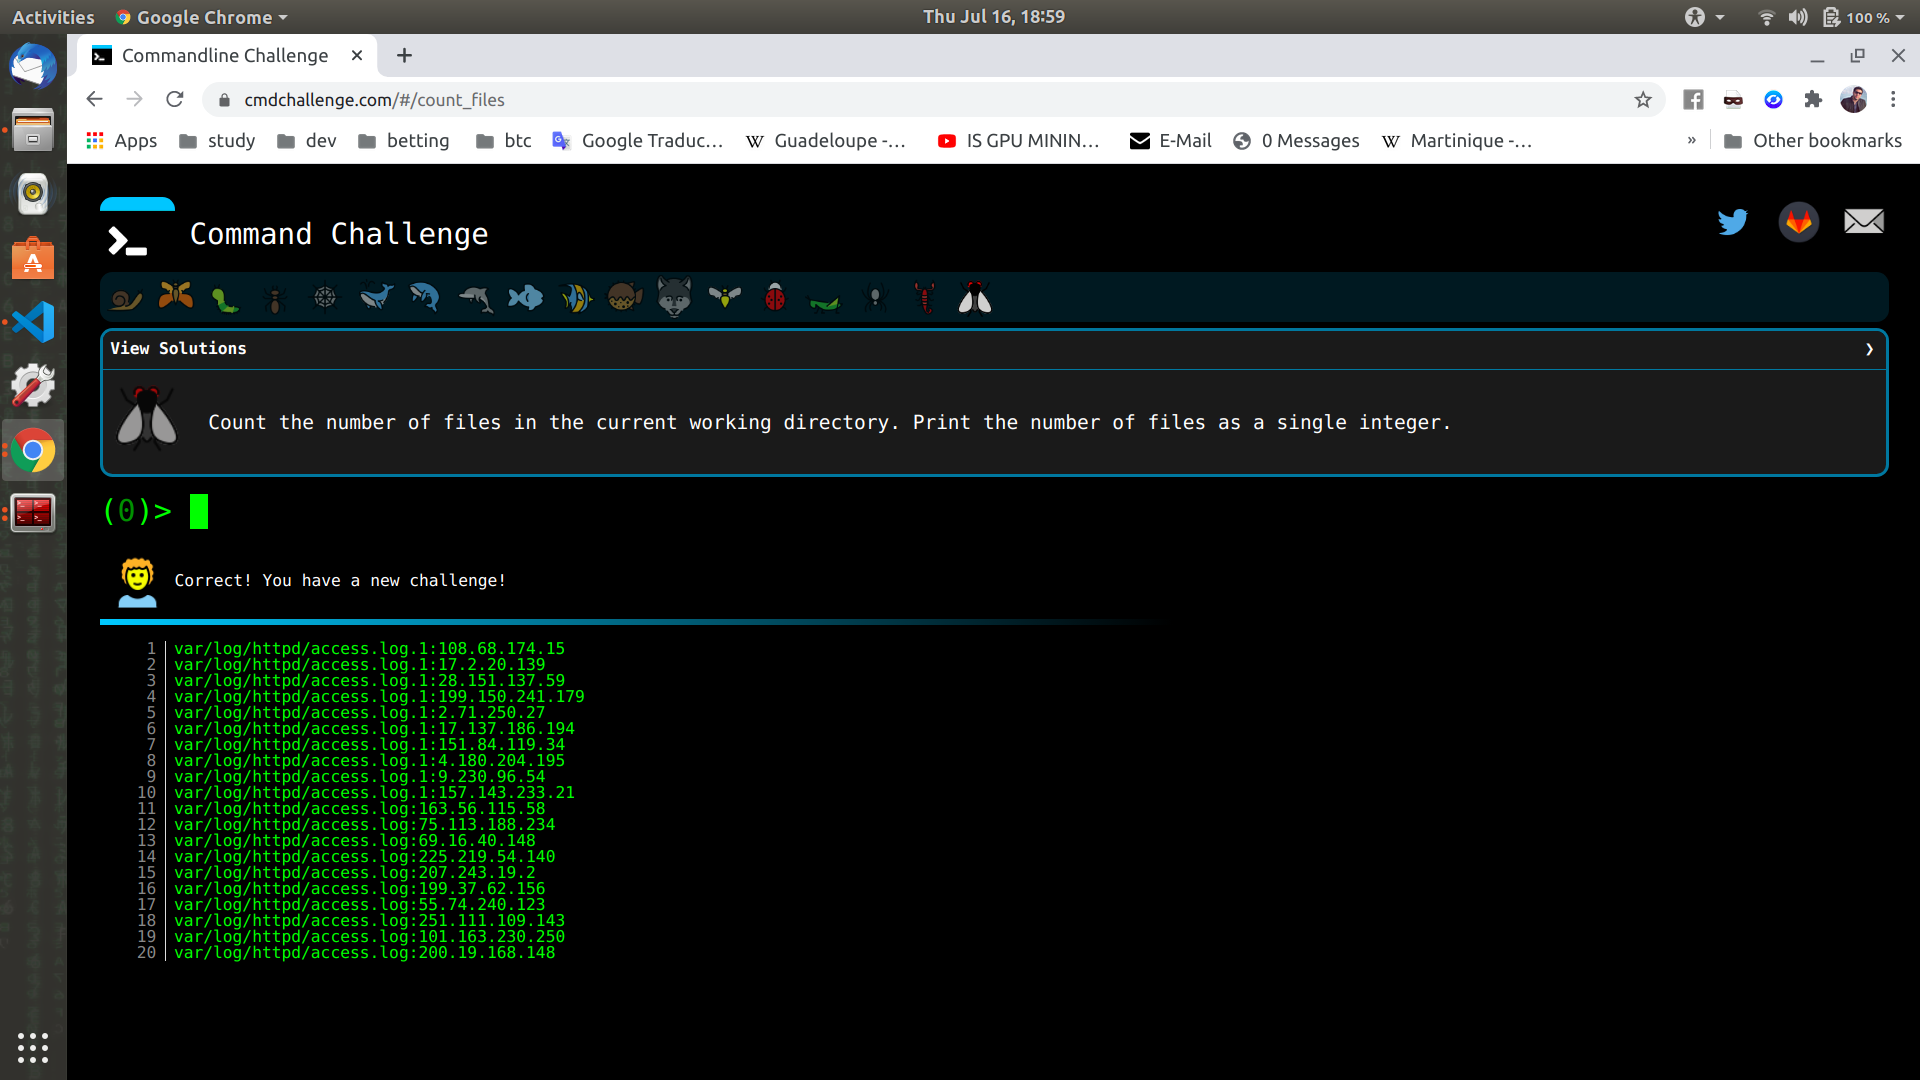 Activities Google Chrome Thu Jul 16, 18:59 100 %
Commandline Challenge
cmdchallenge.com/#/count_files
Apps study dev betting btc Google Traduc... Guadeloupe -... IS GPU MININ... E-Mail 0 Messages Martinique -... » Other bookmarks
Command Challenge
View Solutions
Count the number of files in the current working directory. Print the number of files as a single integer.
(0)>
Correct! You have a new challenge!
1 var/log/httpd/access.log.1:108.68.174.15
2 var/log/httpd/access.log.1:17.2.20.139
3 var/log/httpd/access.log.1:28.151.137.59
4 var/log/httpd/access.log.1:199.150.241.179
5 var/log/httpd/access.log.1:2.71.250.27
6 var/log/httpd/access.log.1:17.137.186.194
7 var/log/httpd/access.log.1:151.84.119.34
8 var/log/httpd/access.log.1:4.180.204.195
9 var/log/httpd/access.log.1:9.230.96.54
10 var/log/httpd/access.log.1:157.143.233.21
11 var/log/httpd/access.log:163.56.115.58
12 var/log/httpd/access.log:75.113.188.234
13 var/log/httpd/access.log:69.16.40.148
14 var/log/httpd/access.log:225.219.54.140
15 var/log/httpd/access.log:207.243.19.2
16 var/log/httpd/access.log:199.37.62.156
17 var/log/httpd/access.log:55.74.240.123
18 var/log/httpd/access.log:251.111.109.143
19 var/log/httpd/access.log:101.163.230.250
20 var/log/httpd/access.log:200.19.168.148